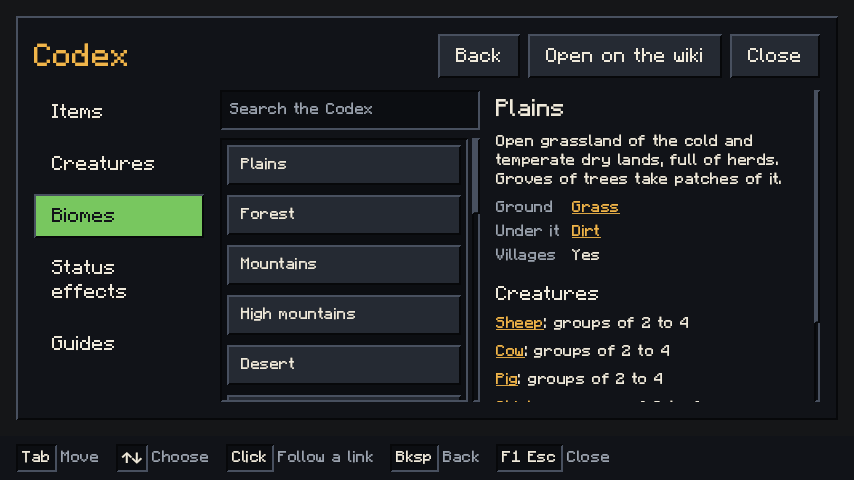 Codex
Back
Open on the wiki
Close
Items
Creatures
Biomes
Status
effects
Guides
Search the Codex
Plains
Forest
Mountains
High mountains
Desert
Plains
Open grassland of the cold and
temperate dry lands, full of herds.
Groves of trees take patches of it.
Ground Grass
Under it Dirt
Villages Yes
Creatures
Sheep: groups of 2 to 4
Cow: groups of 2 to 4
Pig: groups of 2 to 4
Tab Move ↑↓ Choose Click Follow a link Bksp Back F1 Esc Close